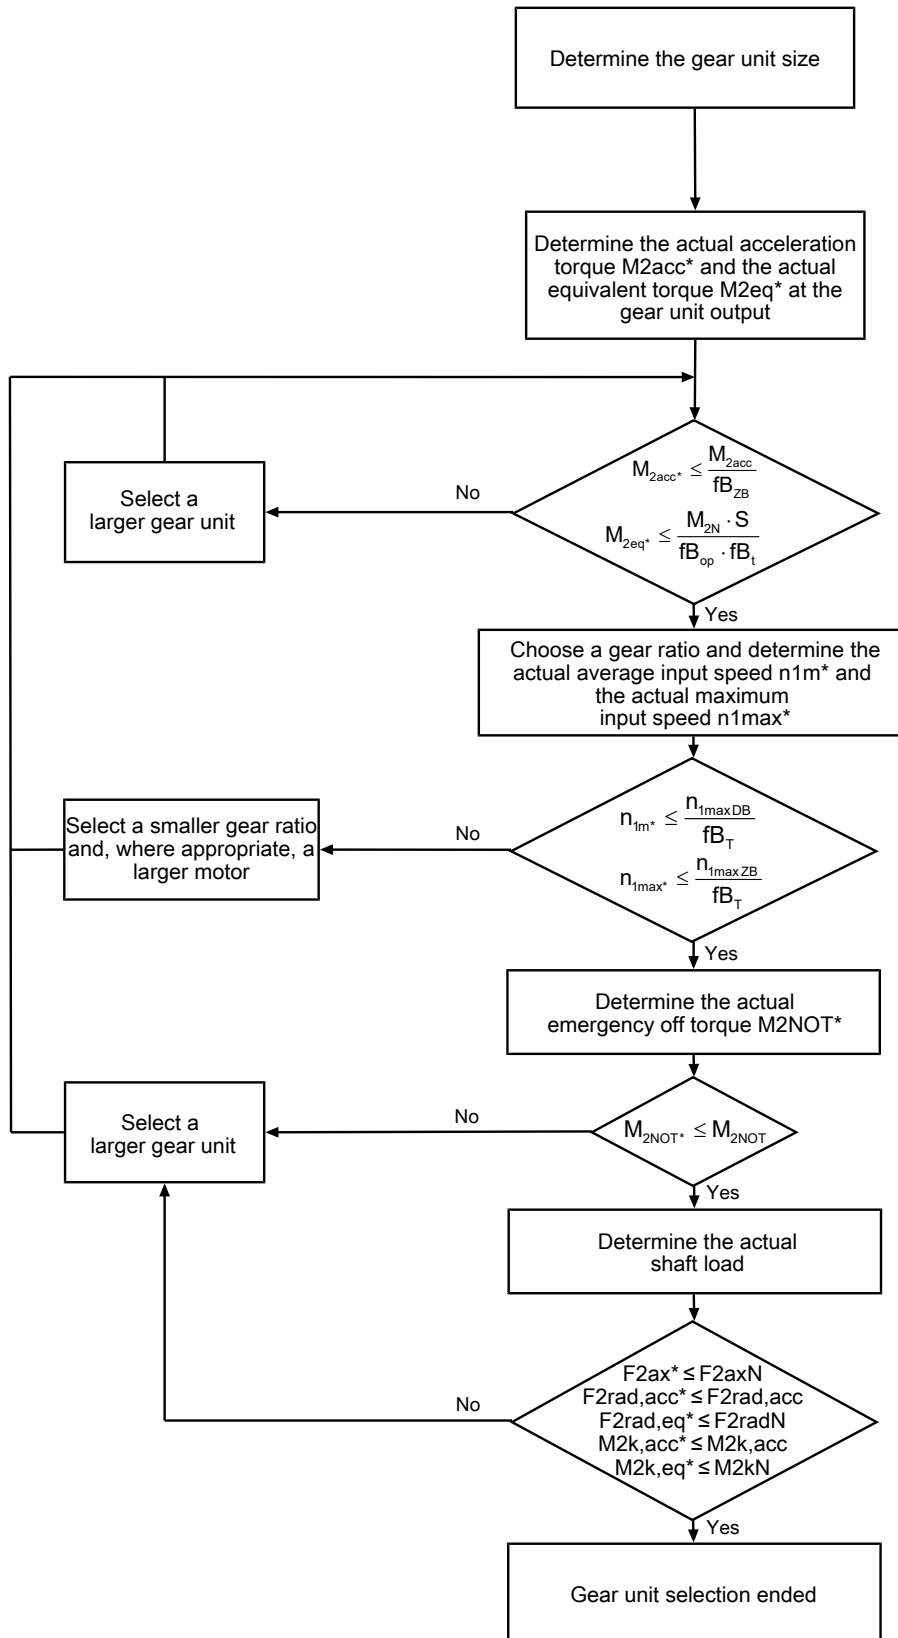 Determine the gear unit size
Determine the actual acceleration
torque M2acc* and the actual
equivalent torque M2eq* at the
gear unit output
Select a
larger gear unit
No
M2acc* ≤ M2acc / fBZB
M2eq* ≤ M2N · S / fBop · fBt
Yes
Choose a gear ratio and determine the
actual average input speed n1m* and
the actual maximum
input speed n1max*
Select a smaller gear ratio
and, where appropriate, a
larger motor
No
n1m* ≤ n1maxDB / fBT
n1max* ≤ n1maxZB / fBT
Yes
Determine the actual
emergency off torque M2NOT*
Select a
larger gear unit
No
M2NOT* ≤ M2NOT
Yes
Determine the actual
shaft load
No
F2ax* ≤ F2axN
F2rad,acc* ≤ F2rad,acc
F2rad,eq* ≤ F2radN
M2k,acc* ≤ M2k,acc
M2k,eq* ≤ M2kN
Yes
Gear unit selection ended